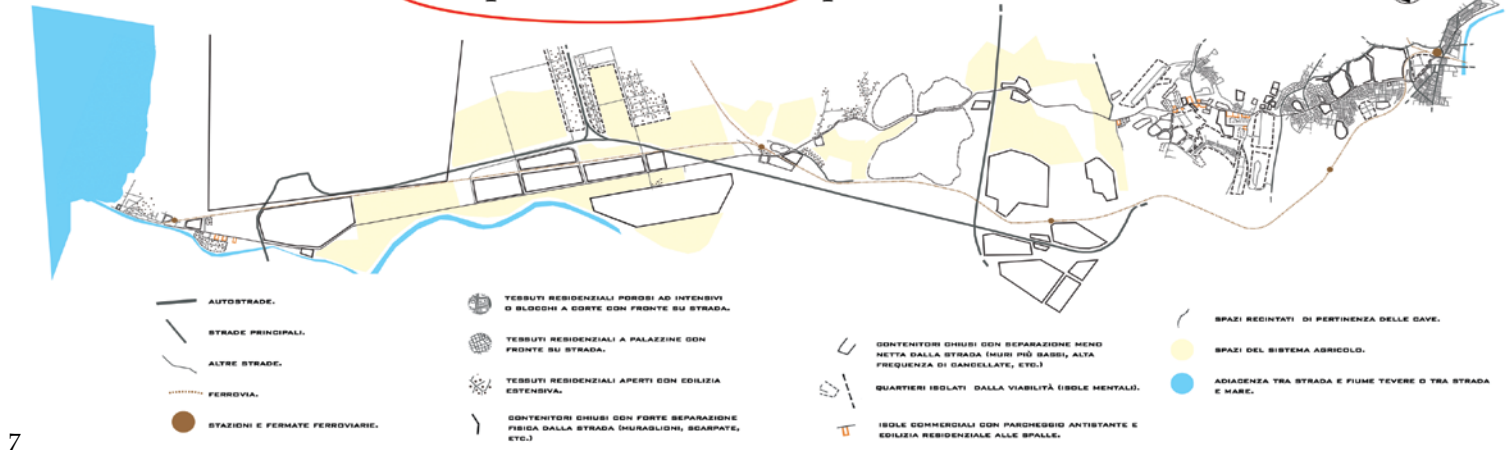 AUTOSTRADE.
STRADE PRINCIPALI.
ALTRE STRADE.
FERROVIA.
STAZIONI E FERMATE FERROVIARIE.
TESSUTI RESIDENZIALI POROSI AD INTENSIVI
O BLOCCHI A CORTE CON FRONTE SU STRADA.
TESSUTI RESIDENZIALI A PALAZZINE CON
FRONTE SU STRADA.
TESSUTI RESIDENZIALI APERTI CON EDILIZIA
ESTENSIVA.
CONTENITORI CHIUSI CON FORTE SEPARAZIONE
FISICA DALLA STRADA (MURAGLIONI, SCARPATE,
ETC.)
CONTENITORI CHIUSI CON SEPARAZIONE MENO
NETTA DALLA STRADA (MURI PIÙ BASSI, ALTA
FREQUENZA DI CANCELLATE, ETC.)
QUARTIERI ISOLATI DALLA VIABILITÀ (ISOLE MENTALI).
ISOLE COMMERCIALI CON PARCHEGGIO ANTISTANTE E
EDILIZIA RESIDENZIALE ALLE SPALLE.
SPAZI RECINTATI DI PERTINENZA DELLE CAVE.
SPAZI DEL SISTEMA AGRICOLO.
ADIACENZA TRA STRADA E FIUME TEVERE O TRA STRADA
E MARE.
7